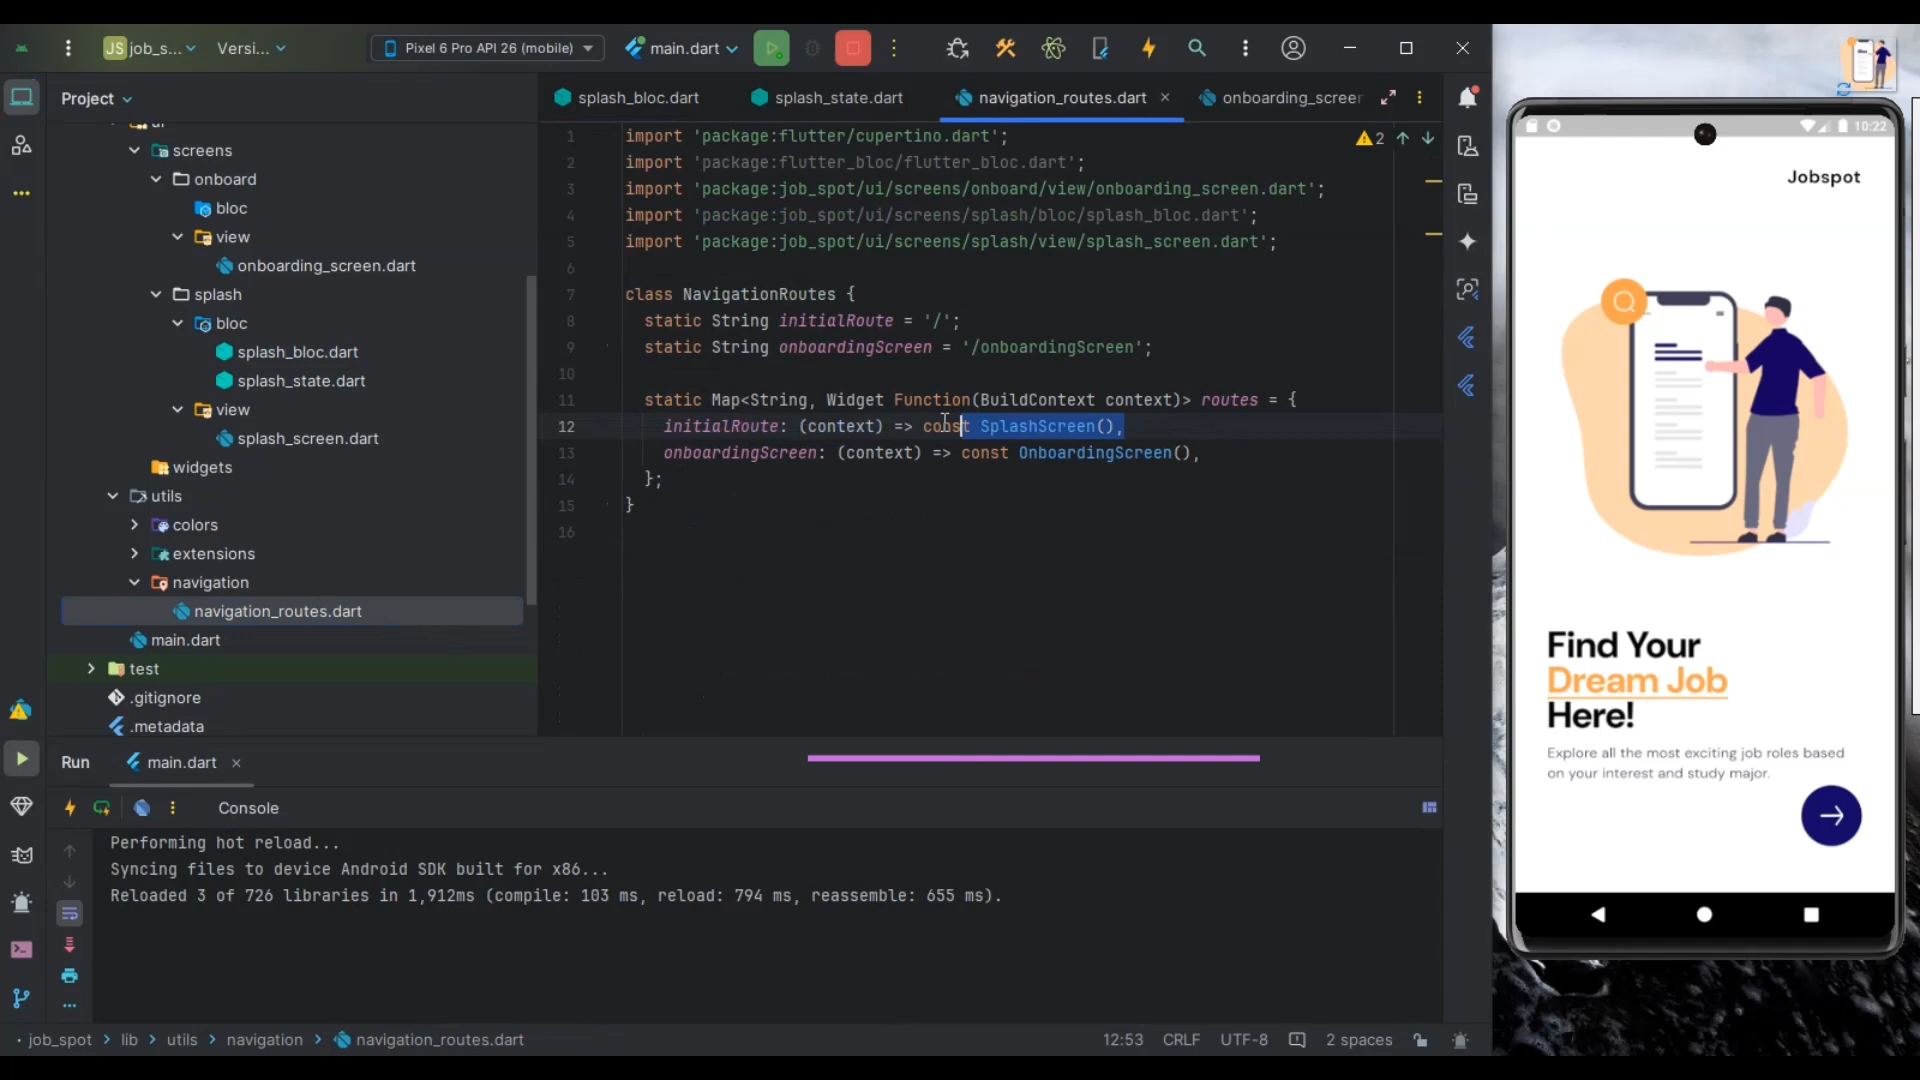 JS job_s...
Versi...
Pixel 6 Pro API 26 (mobile)
main.dart
Project
splash_bloc.dart
splash_state.dart
navigation_routes.dart
onboarding_screer
screens
onboard
bloc
view
onboarding_screen.dart
splash
bloc
splash_bloc.dart
splash_state.dart
view
splash_screen.dart
widgets
utils
colors
extensions
navigation
navigation_routes.dart
main.dart
test
.gitignore
.metadata
2
1 import 'package:flutter/cupertino.dart';
2 import 'package:flutter_bloc/flutter_bloc.dart';
3 import 'package:job_spot/ui/screens/onboard/view/onboarding_screen.dart';
4 import 'package:job_spot/ui/screens/splash/bloc/splash_bloc.dart';
5 import 'package:job_spot/ui/screens/splash/view/splash_screen.dart';
6
7 class NavigationRoutes {
8 static String initialRoute = '/';
9 static String onboardingScreen = '/onboardingScreen';
10
11 static Map<String, Widget Function(BuildContext context)> routes = {
12 initialRoute: (context) => const SplashScreen(),
13 onboardingScreen: (context) => const OnboardingScreen(),
14 };
15 }
16
Run
main.dart
Console
Performing hot reload...
Syncing files to device Android SDK built for x86...
Reloaded 3 of 726 libraries in 1,912ms (compile: 103 ms, reload: 794 ms, reassemble: 655 ms).
job_spot > lib > utils > navigation > navigation_routes.dart
12:53
CRLF
UTF-8
2 spaces
10:22
Jobspot
Find Your
Dream Job
Here!
Explore all the most exciting job roles based
on your interest and study major.